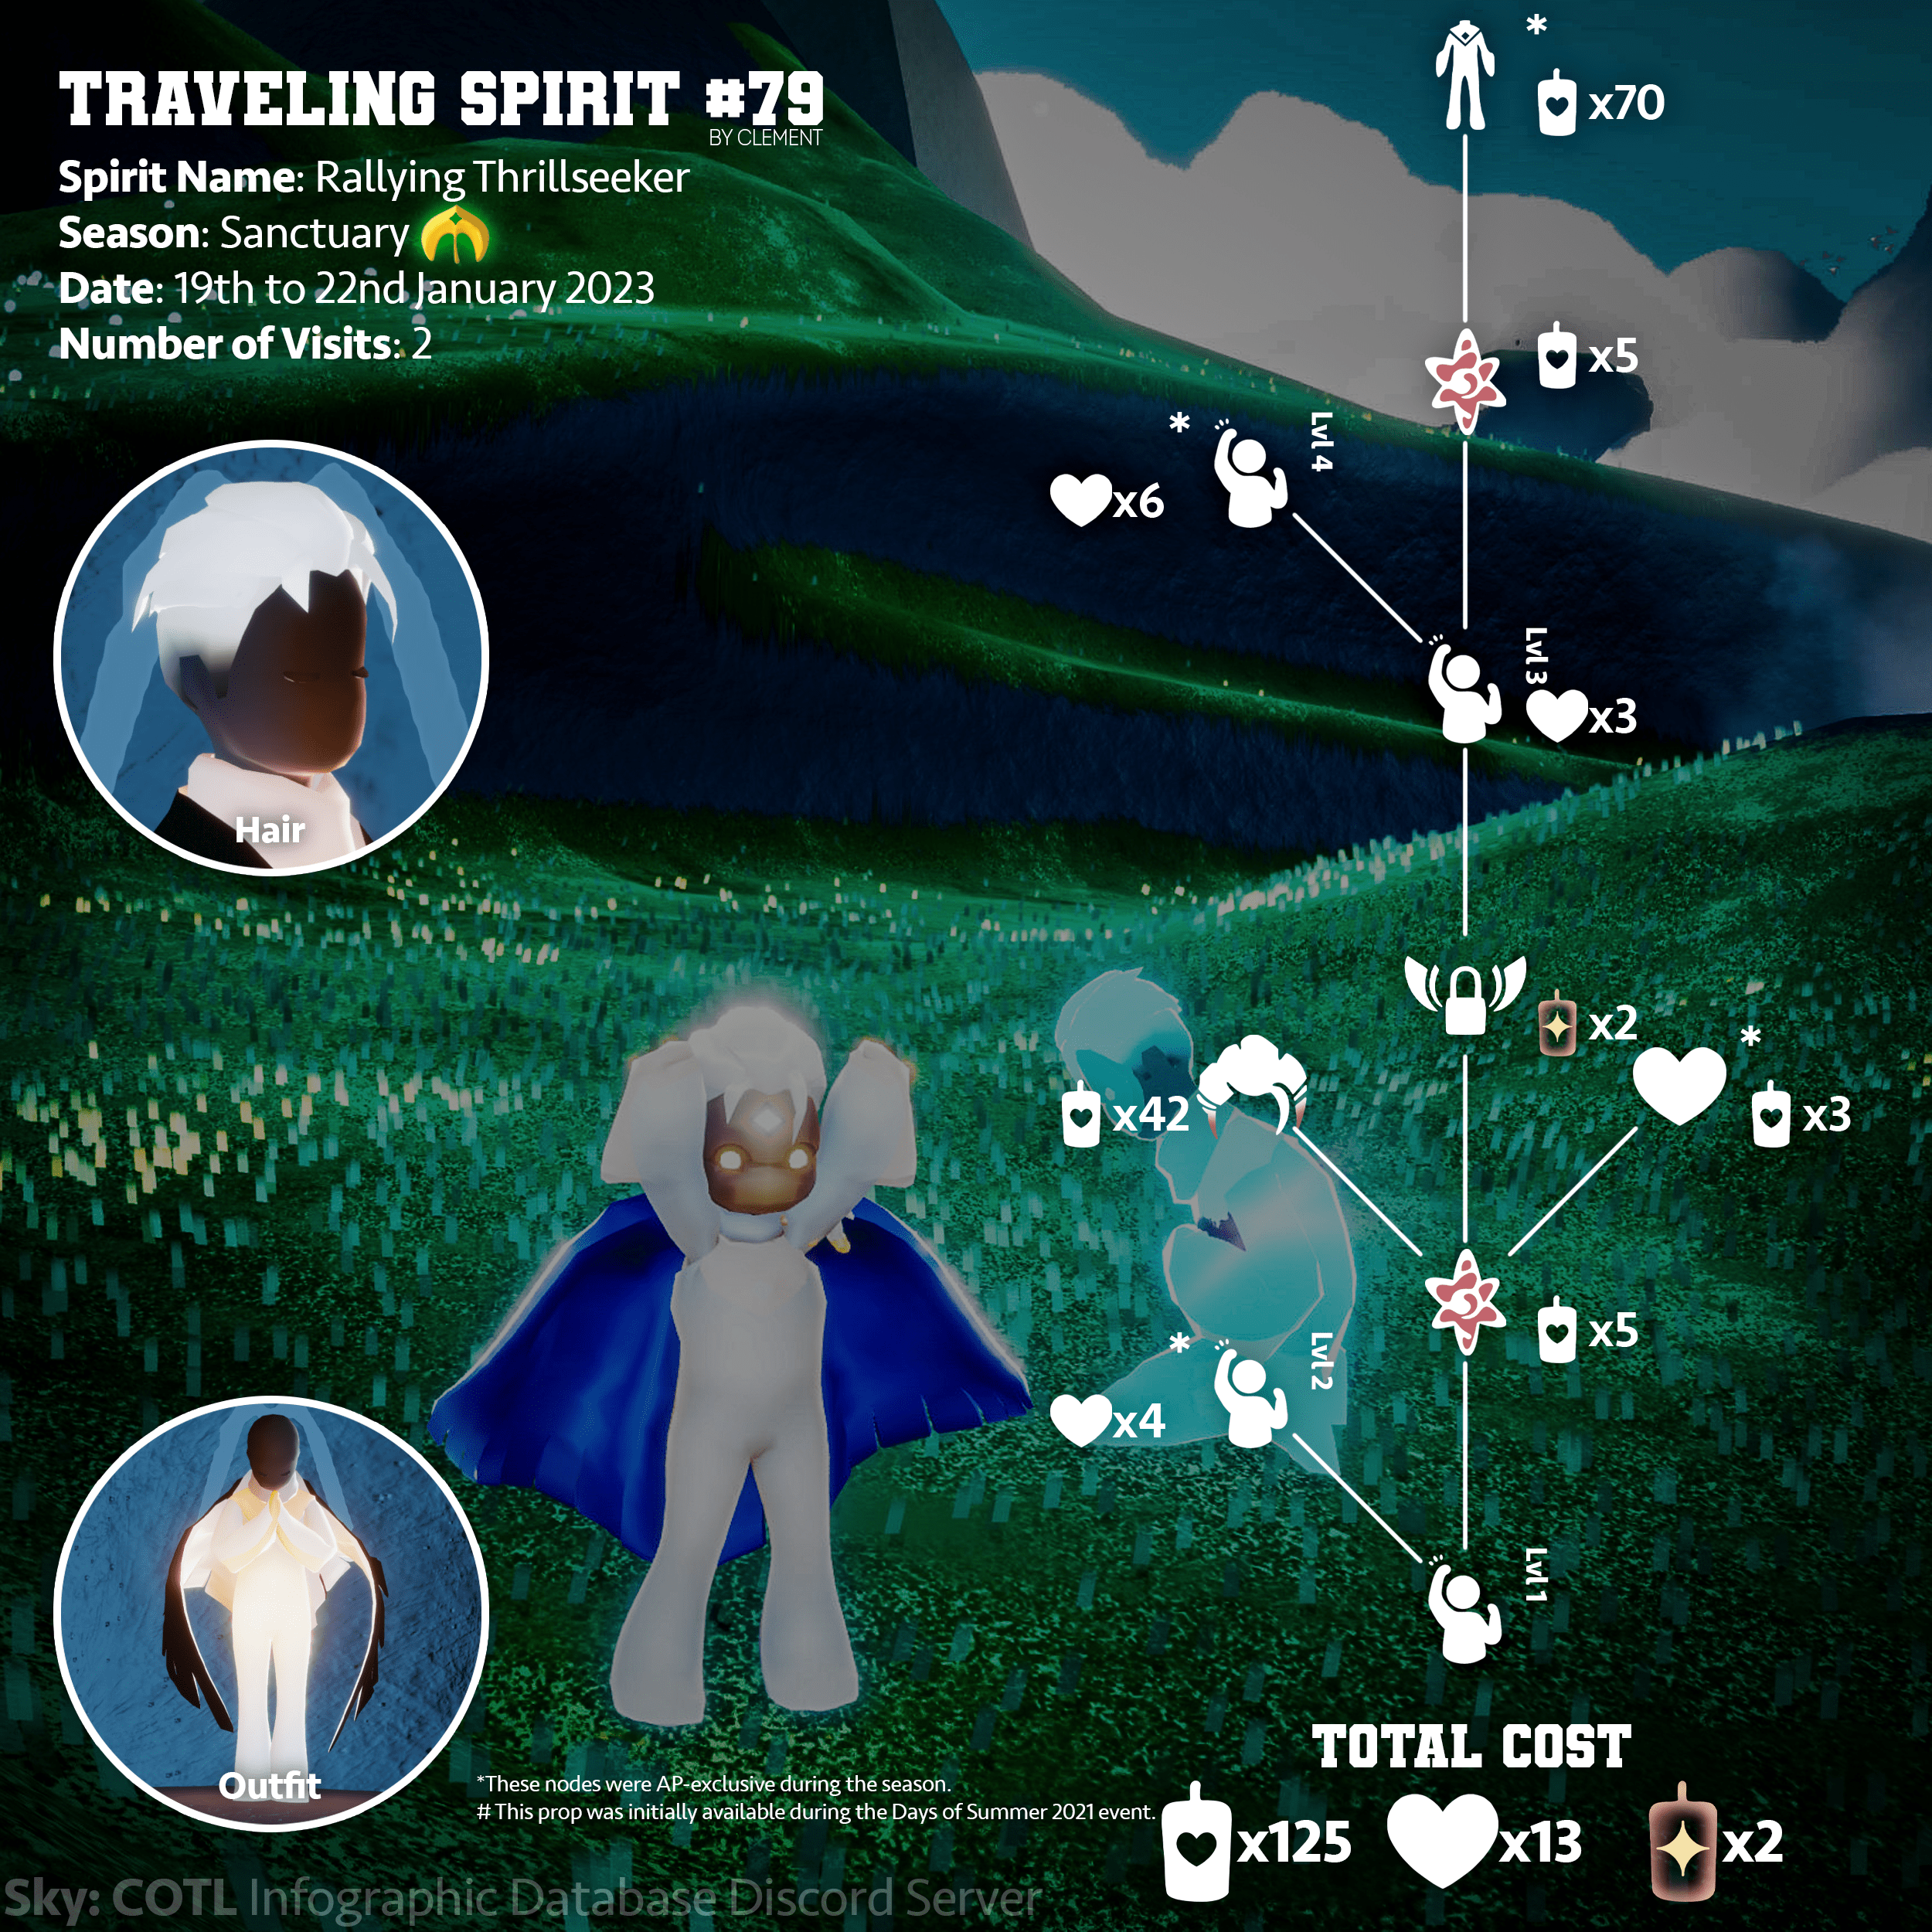 TRAVELING SPIRIT #79
BY CLEMENT
Spirit Name: Rallying Thrillseeker
Season: Sanctuary
Date: 19th to 22nd January 2023
Number of Visits: 2
*
x70
x5
*
Lvl 4
x6
Lvl 3
x3
x2
*
x42
x3
x5
*
Lvl 2
x4
Lvl 1
Hair
Outfit
*These nodes were AP-exclusive during the season.
# This prop was initially available during the Days of Summer 2021 event.
TOTAL COST
x125 x13 x2
Sky: COTL Infographic Database Discord Server